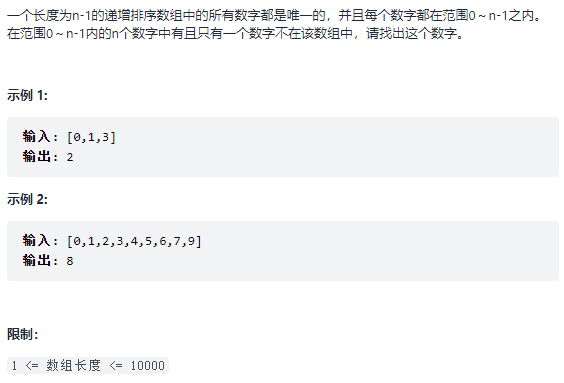 一个长度为n-1的递增排序数组中的所有数字都是唯一的，并且每个数字都在范围0～n-1之内。
在范围0～n-1内的n个数字中有且只有一个数字不在该数组中，请找出这个数字。
示例 1:
输入: [0,1,3]
输出: 2
示例 2:
输入: [0,1,2,3,4,5,6,7,9]
输出: 8
限制：
1 <= 数组长度 <= 10000